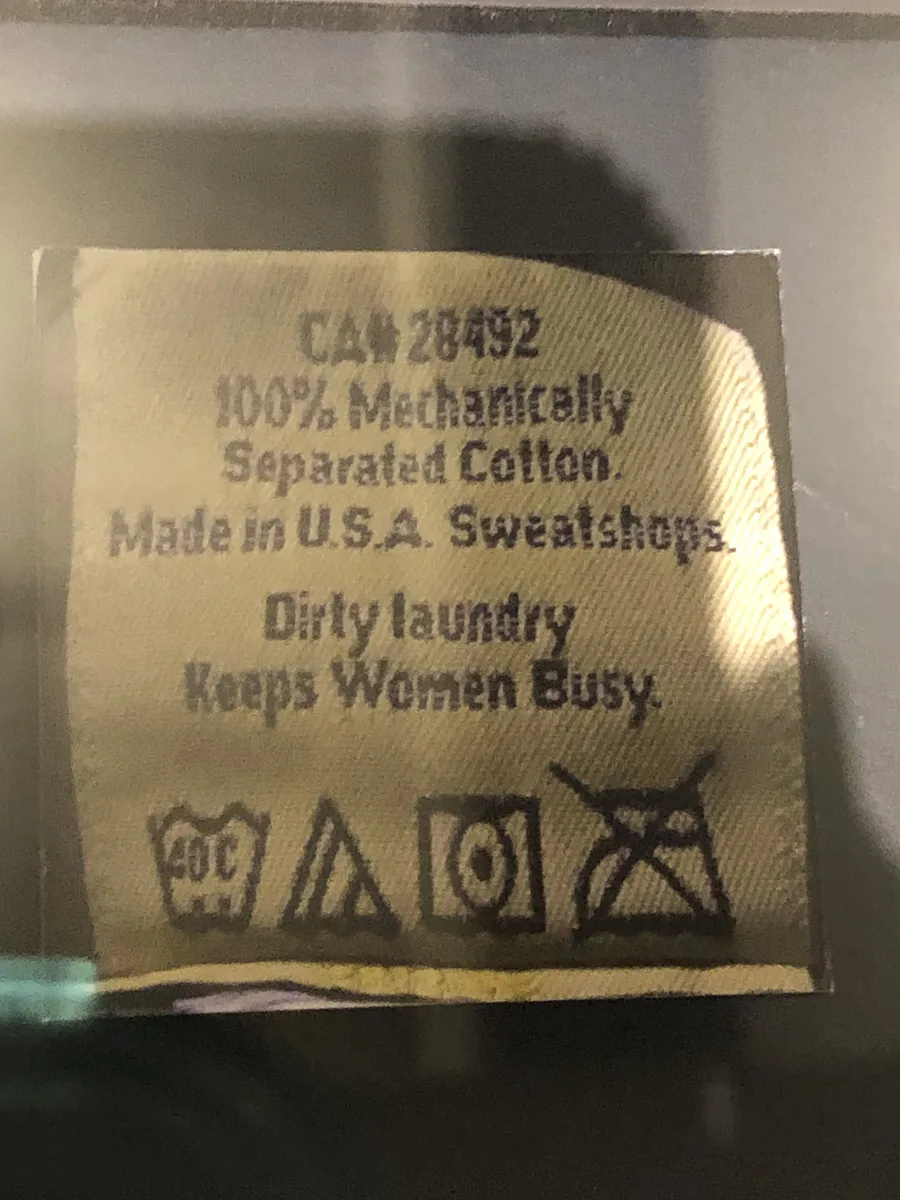 CA# 28492
100% Mechanically
Separated Cotton.
Made in U.S.A. Sweatshops.
Dirty laundry
Keeps Women Busy.
40C